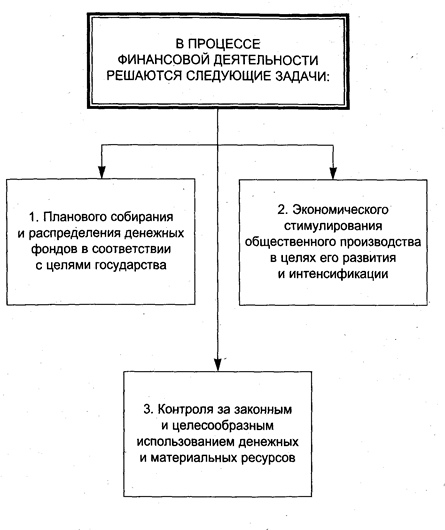 В ПРОЦЕССЕ
ФИНАНСОВОЙ ДЕЯТЕЛЬНОСТИ
РЕШАЮТСЯ СЛЕДУЮЩИЕ ЗАДАЧИ:
1. Планового собирания
и распределения денежных
фондов в соответствии
с целями государства
2. Экономического
стимулирования
общественного производства
в целях его развития
и интенсификации
3. Контроля за законным
и целесообразным
использованием денежных
и материальных ресурсов